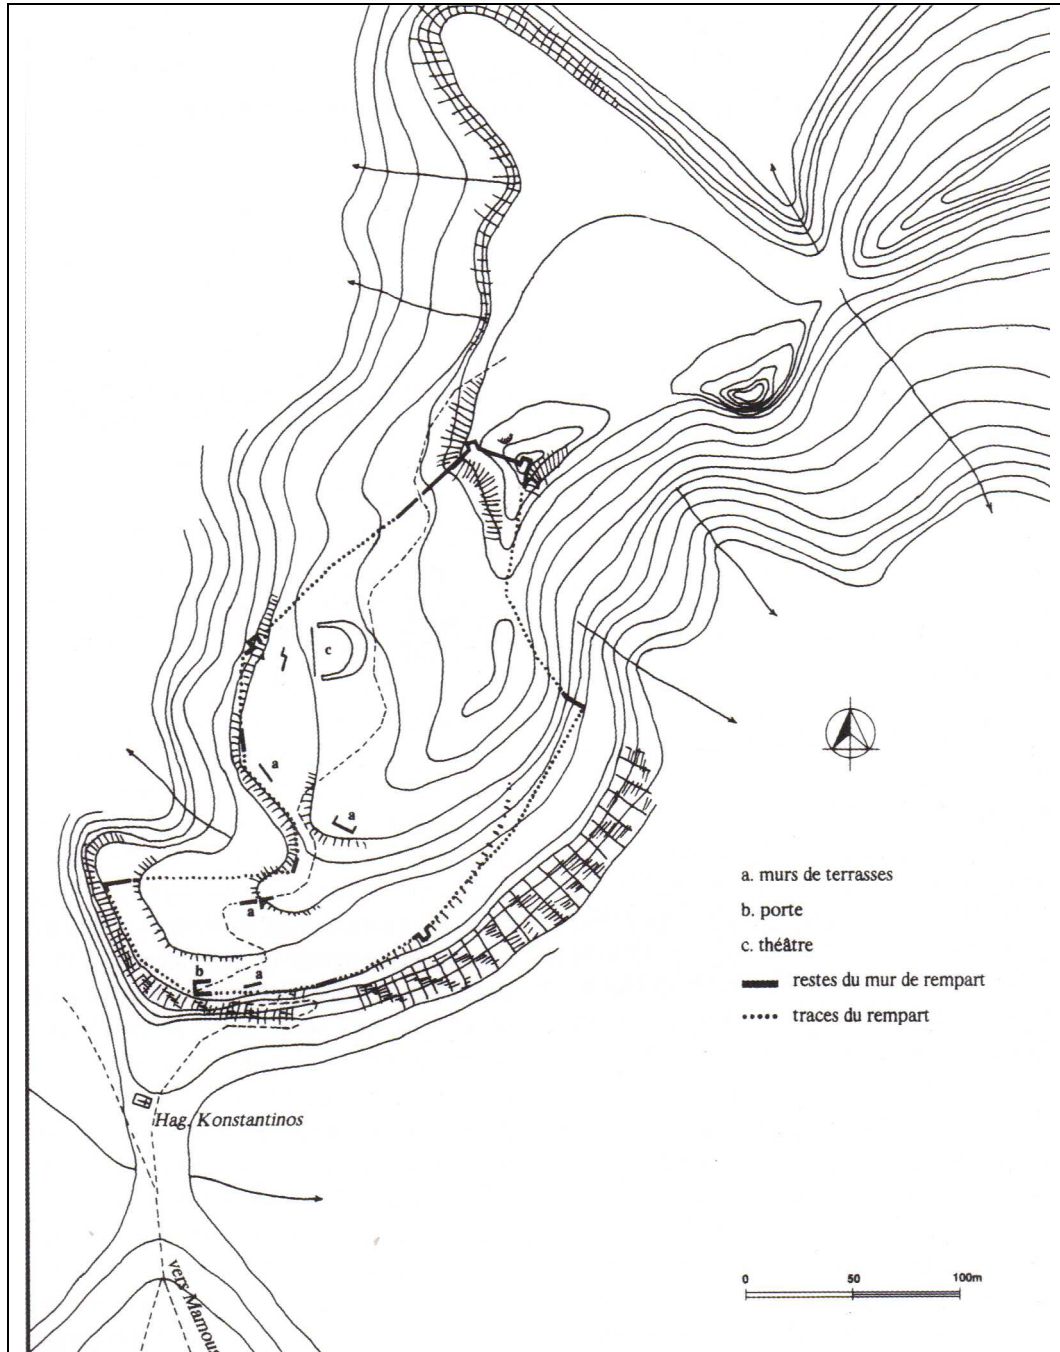 c
a
a
a
b
a
a. murs de terrasses
b. porte
c. théâtre
restes du mur de rempart
traces du rempart
Hag. Konstantinos
0 50 100m
vers